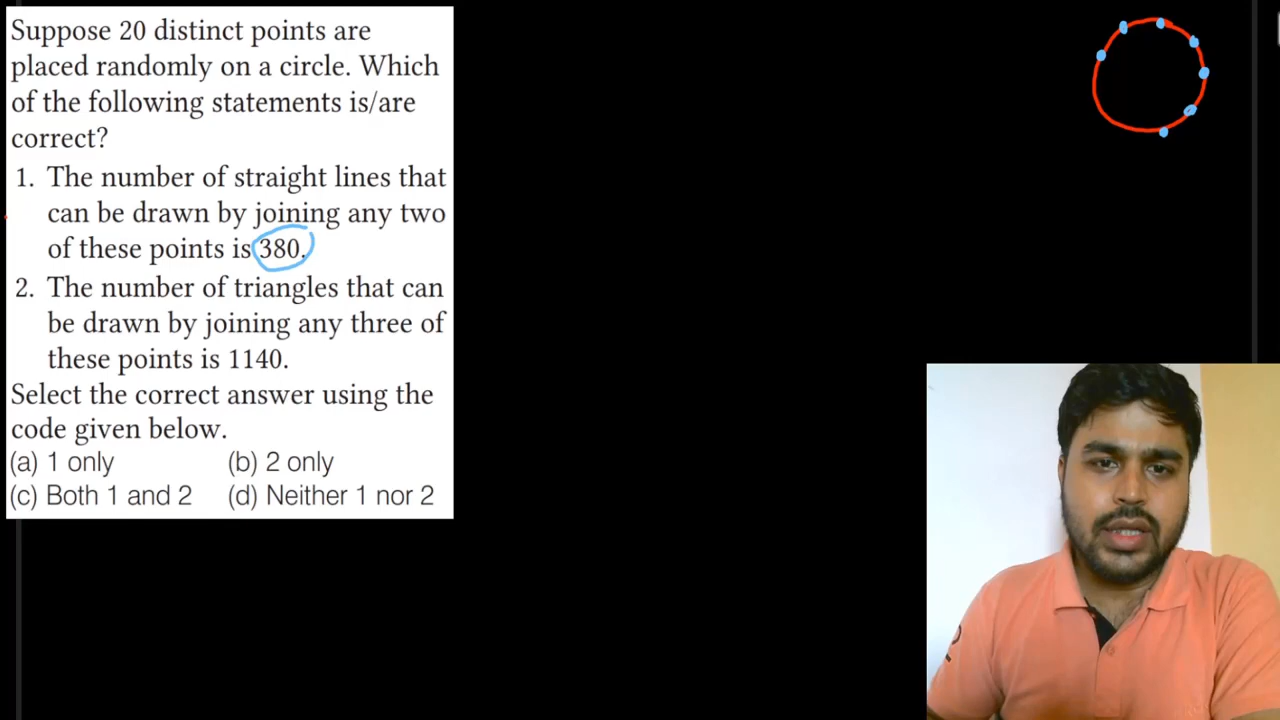 Suppose 20 distinct points are
placed randomly on a circle. Which
of the following statements is/are
correct?
1. The number of straight lines that
can be drawn by joining any two
of these points is 380.
2. The number of triangles that can
be drawn by joining any three of
these points is 1140.
Select the correct answer using the
code given below.
(a) 1 only (b) 2 only
(c) Both 1 and 2 (d) Neither 1 nor 2